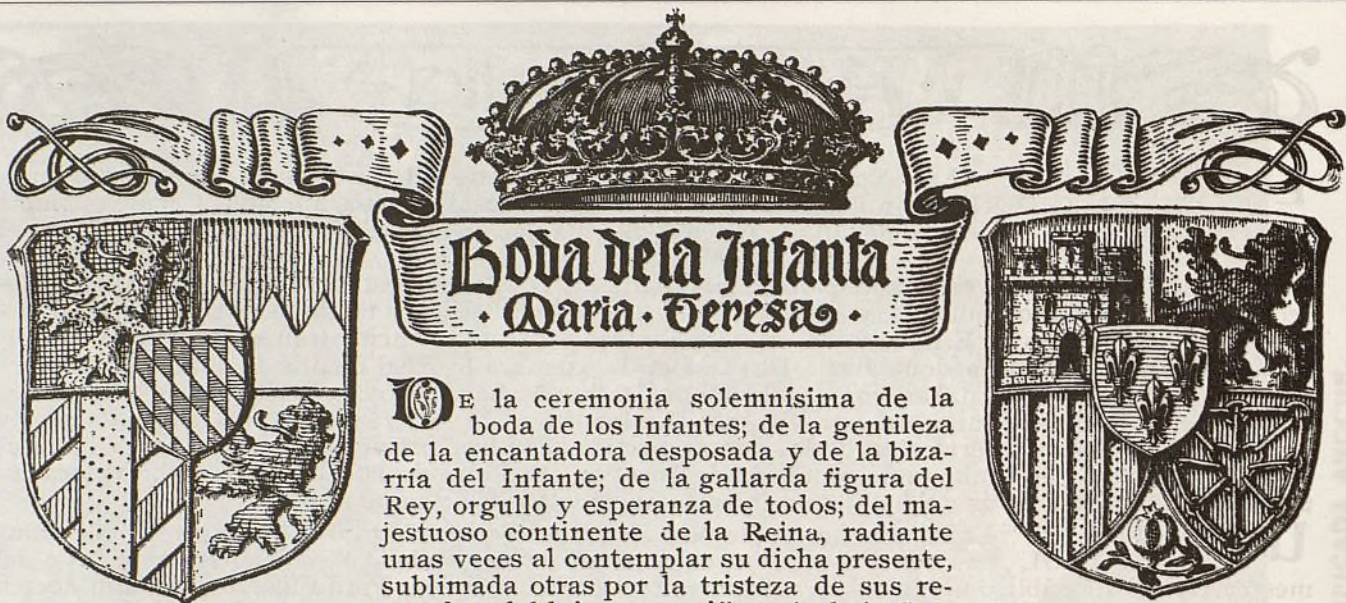 Boda dela Infanta
· Maria · Teresa ·
DE la ceremonia solemnísima de la
boda de los Infantes; de la gentileza
de la encantadora desposada y de la biza-
rría del Infante; de la gallarda figura del
Rey, orgullo y esperanza de todos; del ma-
jestuoso continente de la Reina, radiante
unas veces al contemplar su dicha presente,
sublimada otras por la tristeza de sus re-